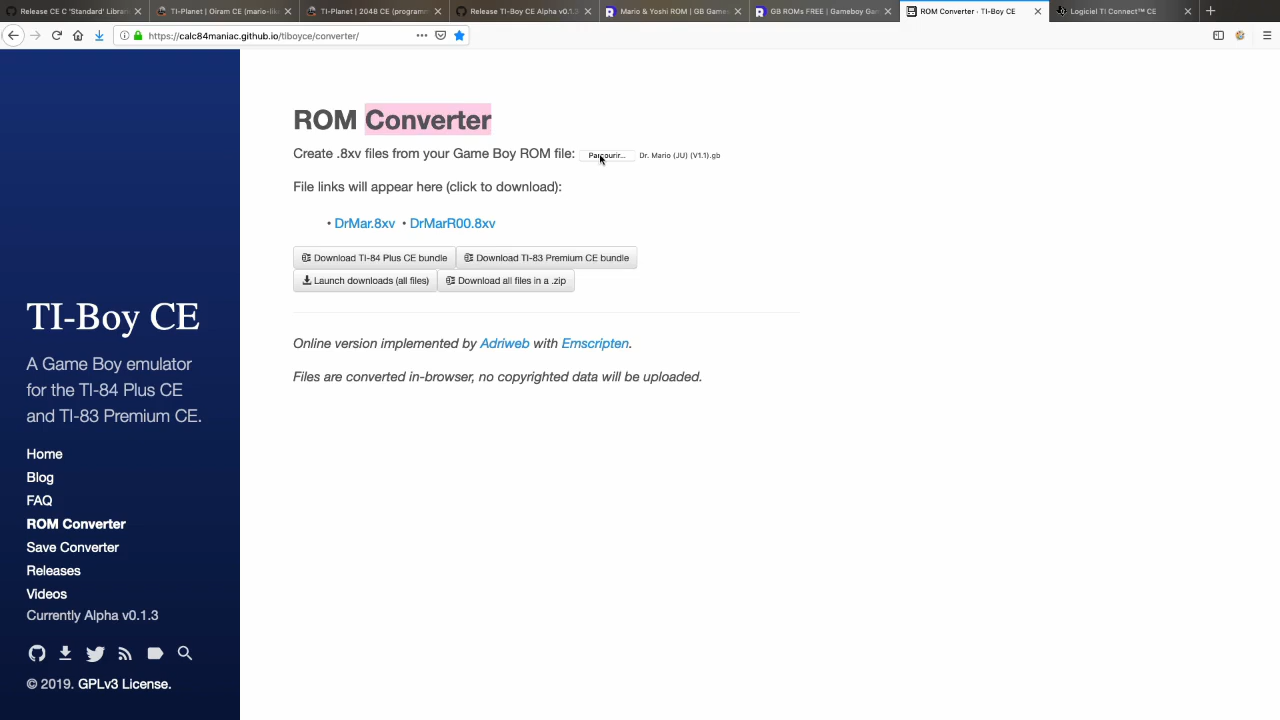 Release CE C 'Standard' Librari
TI-Planet | Oiram CE (mario-lik
TI-Planet | 2048 CE (programm
Release TI-Boy CE Alpha v0.1.3
Mario & Yoshi ROM | GB Game
GB ROMs FREE | Gameboy Gam
ROM Converter · TI-Boy CE
Logiciel TI Connect™ CE
https://calc84maniac.github.io/tiboyce/converter/
ROM Converter
Create .8xv files from your Game Boy ROM file: Parcourir... Dr. Mario (JU) (V1.1).gb
File links will appear here (click to download):
• DrMar.8xv • DrMarR00.8xv
Download TI-84 Plus CE bundle Download TI-83 Premium CE bundle
Launch downloads (all files) Download all files in a .zip
Online version implemented by Adriweb with Emscripten.
Files are converted in-browser, no copyrighted data will be uploaded.
TI-Boy CE
A Game Boy emulator
for the TI-84 Plus CE
and TI-83 Premium CE.
Home
Blog
FAQ
ROM Converter
Save Converter
Releases
Videos
Currently Alpha v0.1.3
© 2019. GPLv3 License.